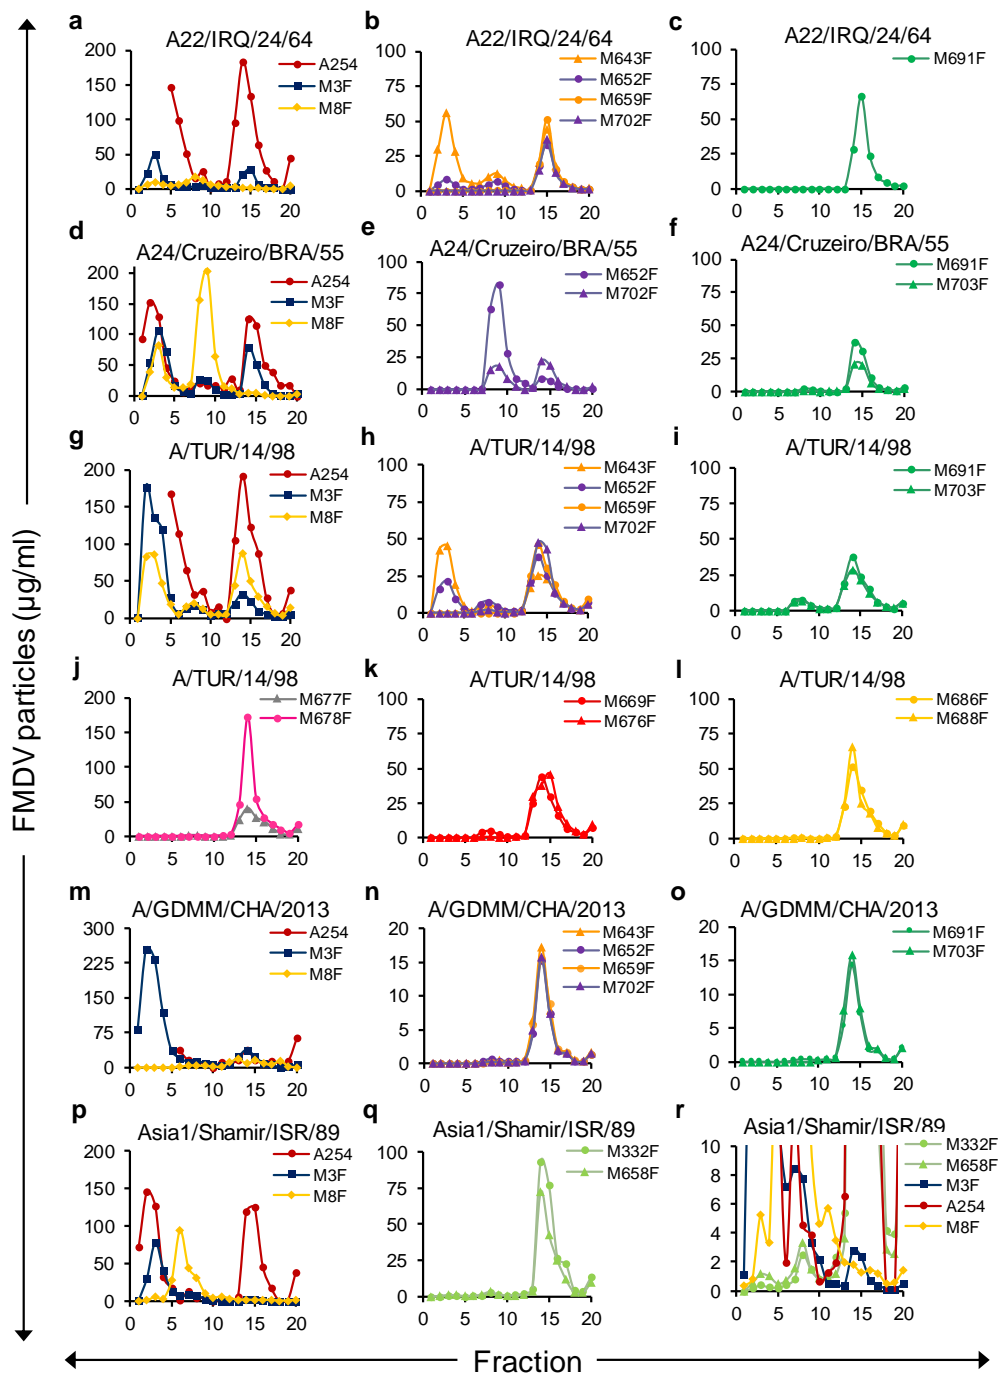 FMDV particles (µg/ml)
a
A22/IRQ/24/64
A254
M3F
M8F
200
150
100
50
0
0 5 10 15 20
b
A22/IRQ/24/64
M643F
M652F
M659F
M702F
100
75
50
25
0
0 5 10 15 20
c
A22/IRQ/24/64
M691F
100
80
60
40
20
0
0 5 10 15 20
d
A24/Cruzeiro/BRA/55
A254
M3F
M8F
200
150
100
50
0
0 5 10 15 20
e
A24/Cruzeiro/BRA/55
M652F
M702F
100
75
50
25
0
0 5 10 15 20
f
A24/Cruzeiro/BRA/55
M691F
M703F
100
75
50
25
0
0 5 10 15 20
g
A/TUR/14/98
A254
M3F
M8F
200
150
100
50
0
0 5 10 15 20
h
A/TUR/14/98
M643F
M652F
M659F
M702F
100
75
50
25
0
0 5 10 15 20
i
A/TUR/14/98
M691F
M703F
100
80
60
40
20
0
0 5 10 15 20
j
A/TUR/14/98
M677F
M678F
200
150
100
50
0
0 5 10 15 20
k
A/TUR/14/98
M669F
M676F
100
75
50
25
0
0 5 10 15 20
l
A/TUR/14/98
M686F
M688F
100
75
50
25
0
0 5 10 15 20
m
A/GDMM/CHA/2013
A254
M3F
M8F
300
225
150
75
0
0 5 10 15 20
n
A/GDMM/CHA/2013
M643F
M652F
M659F
M702F
20
15
10
5
0
0 5 10 15 20
o
A/GDMM/CHA/2013
M691F
M703F
20
15
10
5
0
0 5 10 15 20
p
Asia1/Shamir/ISR/89
A254
M3F
M8F
200
150
100
50
0
0 5 10 15 20
q
Asia1/Shamir/ISR/89
M332F
M658F
100
75
50
25
0
0 5 10 15 20
r
Asia1/Shamir/ISR/89
M332F
M658F
M3F
A254
M8F
10
8
6
4
2
0
0 5 10 15 20
Fraction